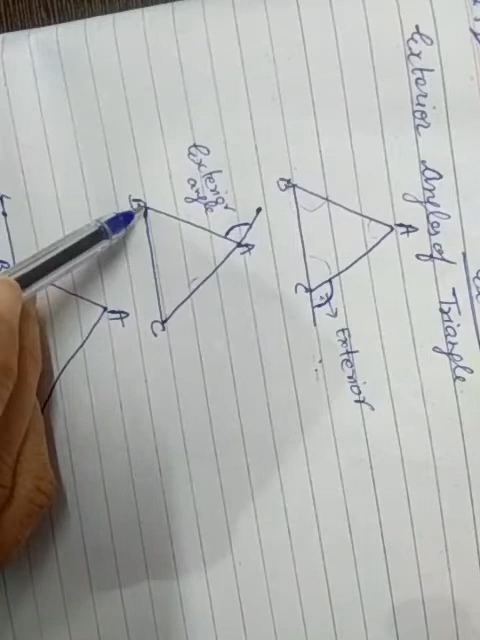 Exterior Angles of Triangle.
A
B
C
Exterior
Exterior
angle
A
B
C
A
B